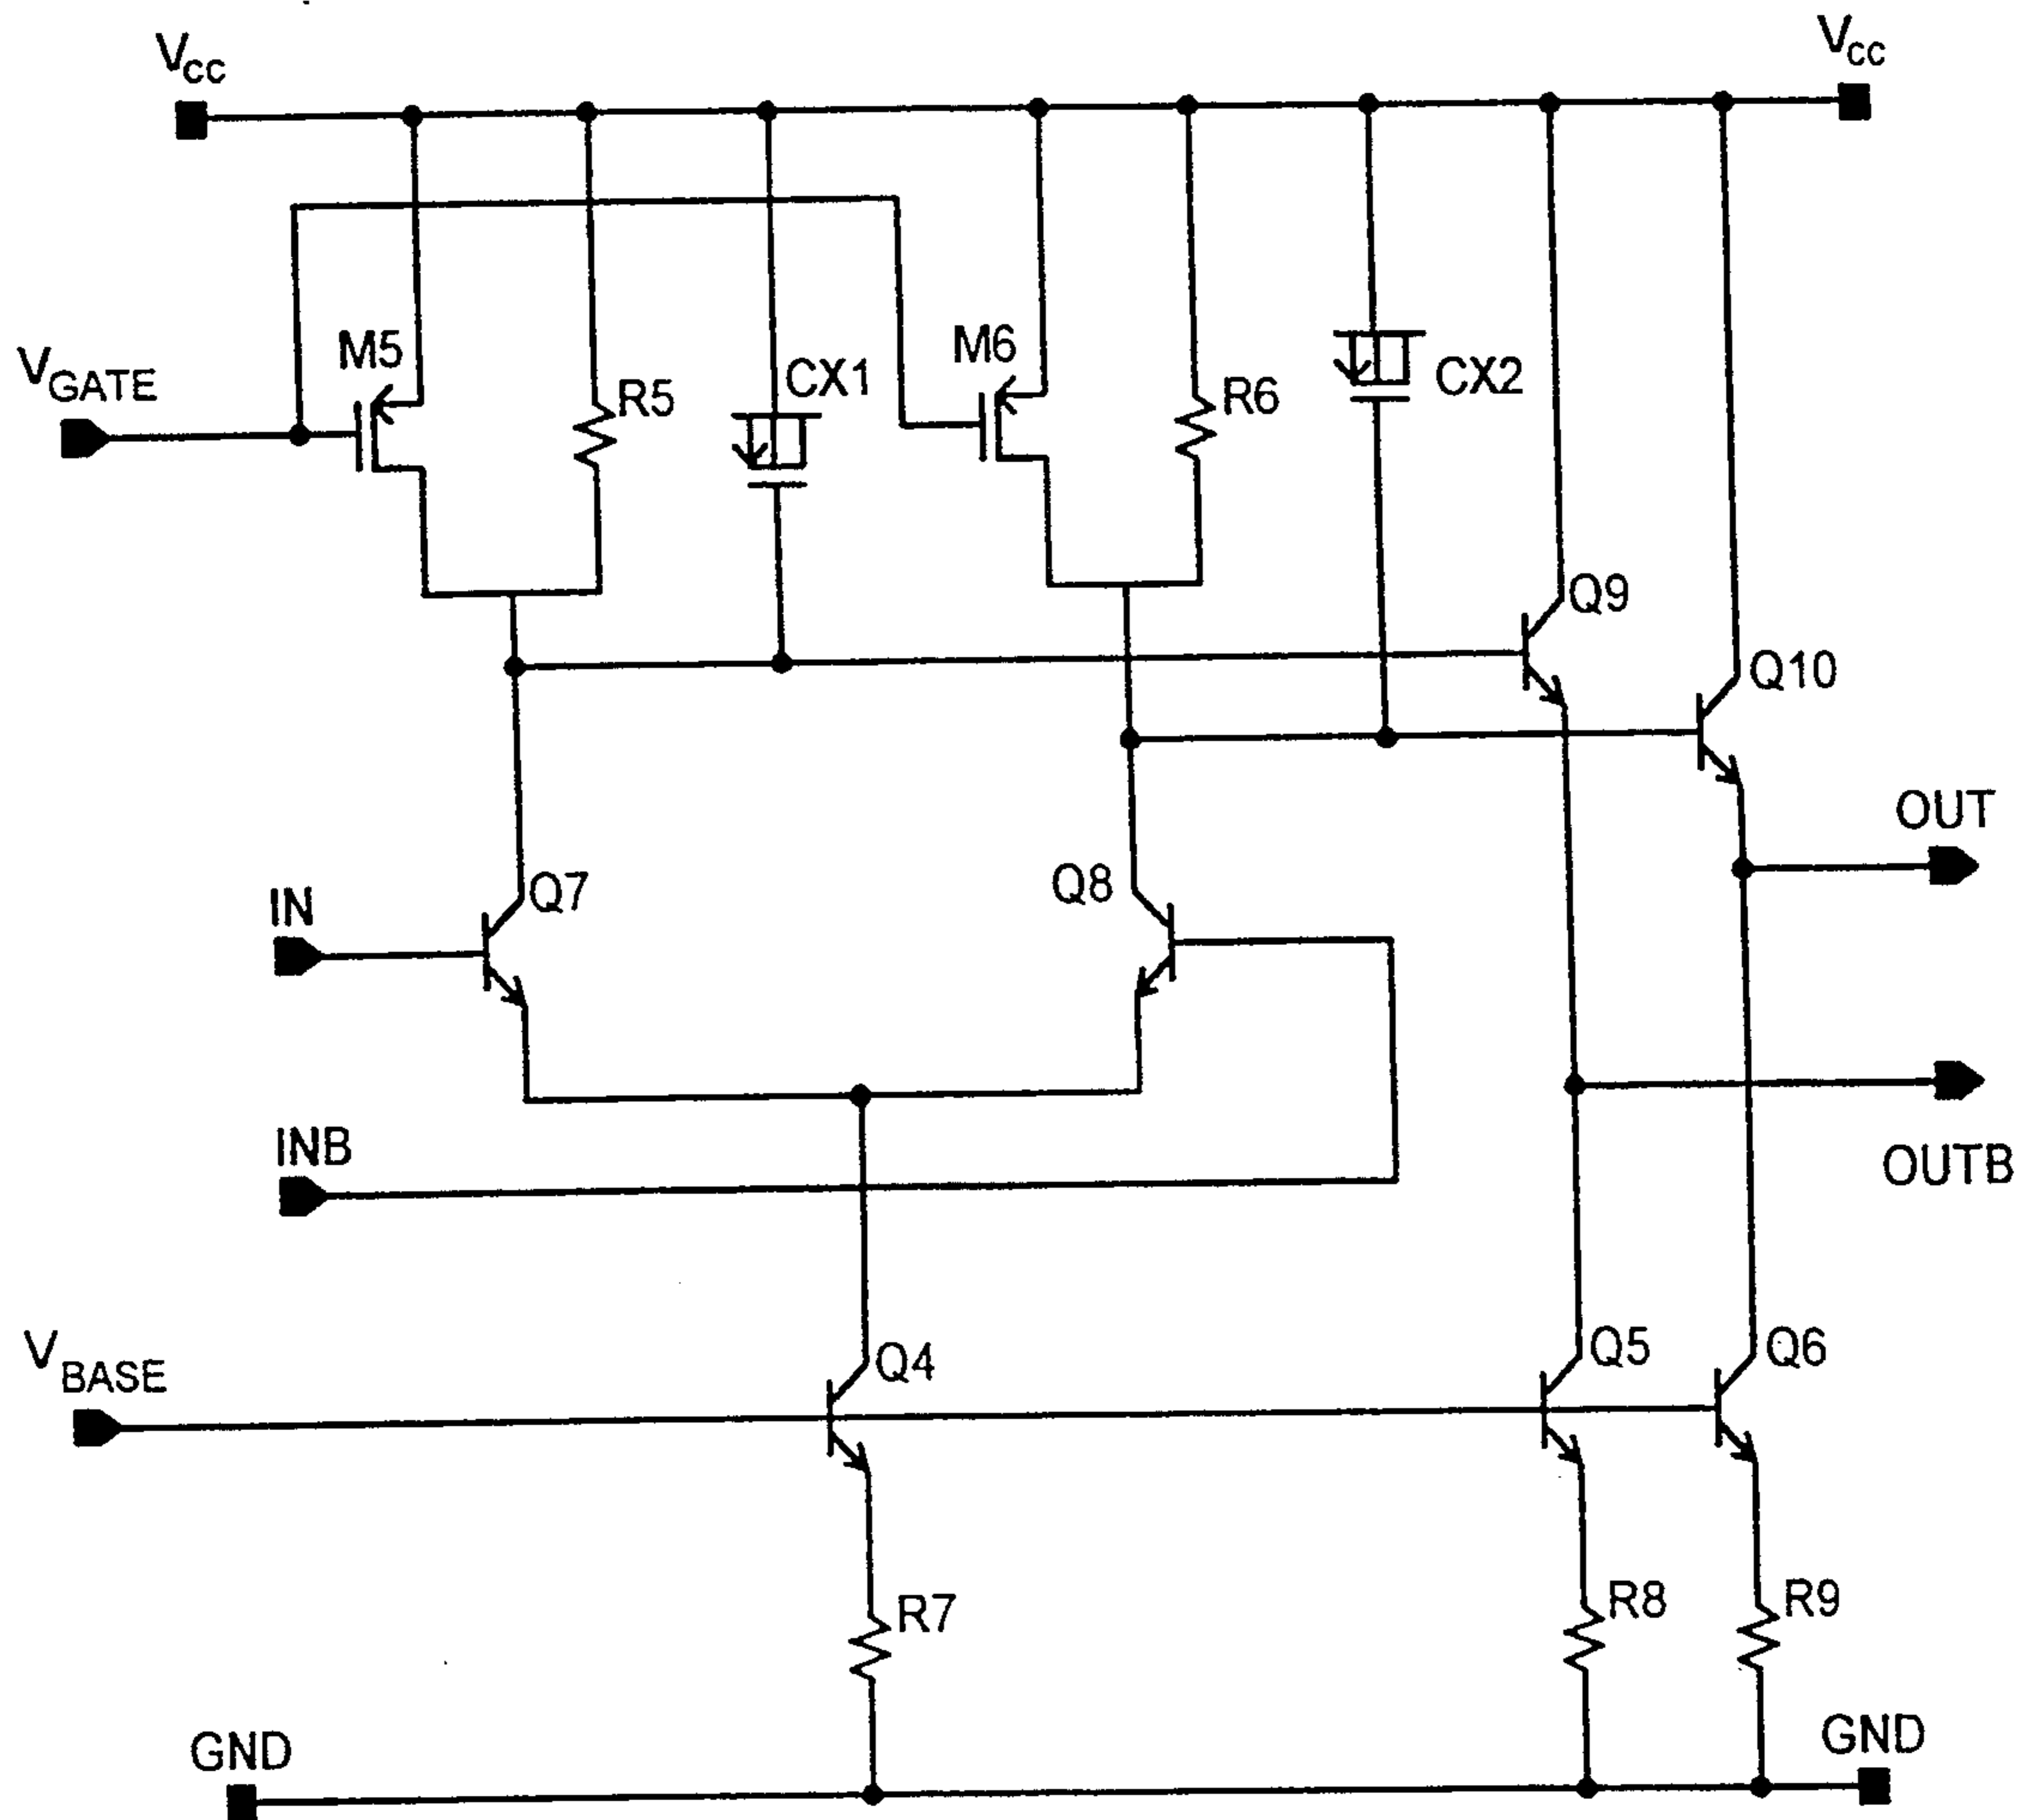 VCC
VCC
M5
M6
VGATE
R5
CX1
R6
CX2
Q9
Q10
OUT
IN
Q7
Q8
INB
OUTB
VBASE
Q4
Q5
Q6
R7
R8
R9
GND
GND